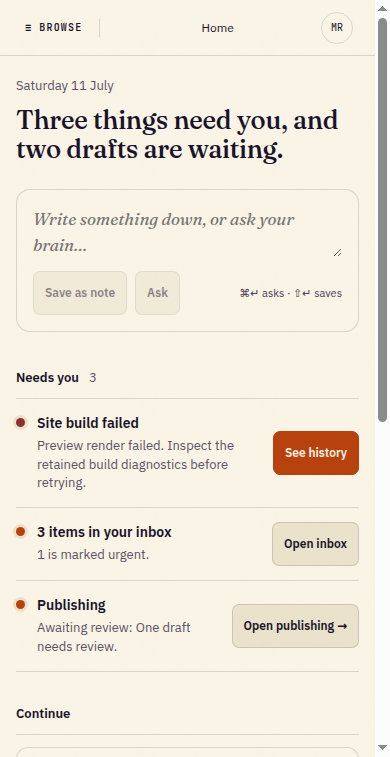 ≡ BROWSE
Home
MR
Saturday 11 July
Three things need you, and
two drafts are waiting.
Write something down, or ask your
brain...
Save as note
Ask
⌘↵ asks · ⇧↵ saves
Needs you 3
Site build failed
Preview render failed. Inspect the
retained build diagnostics before
retrying.
See history
3 items in your inbox
1 is marked urgent.
Open inbox
Publishing
Awaiting review: One draft
needs review.
Open publishing →
Continue